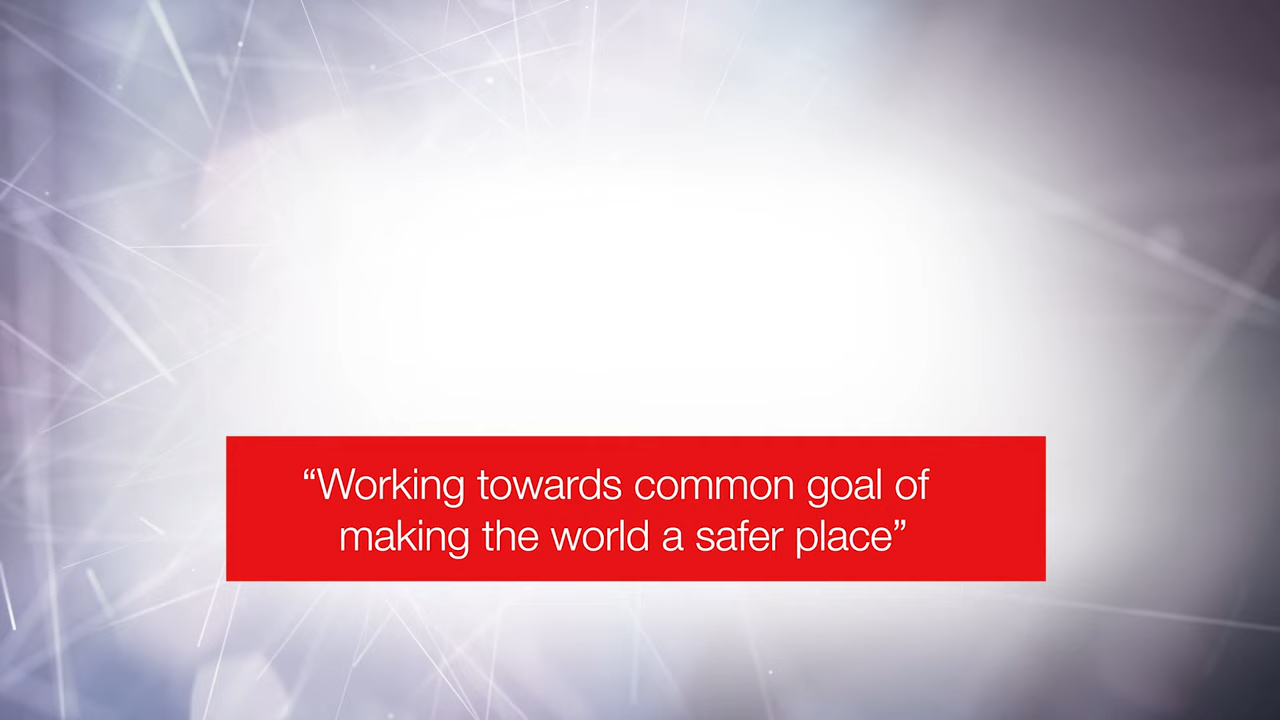 “Working towards common goal of
making the world a safer place”